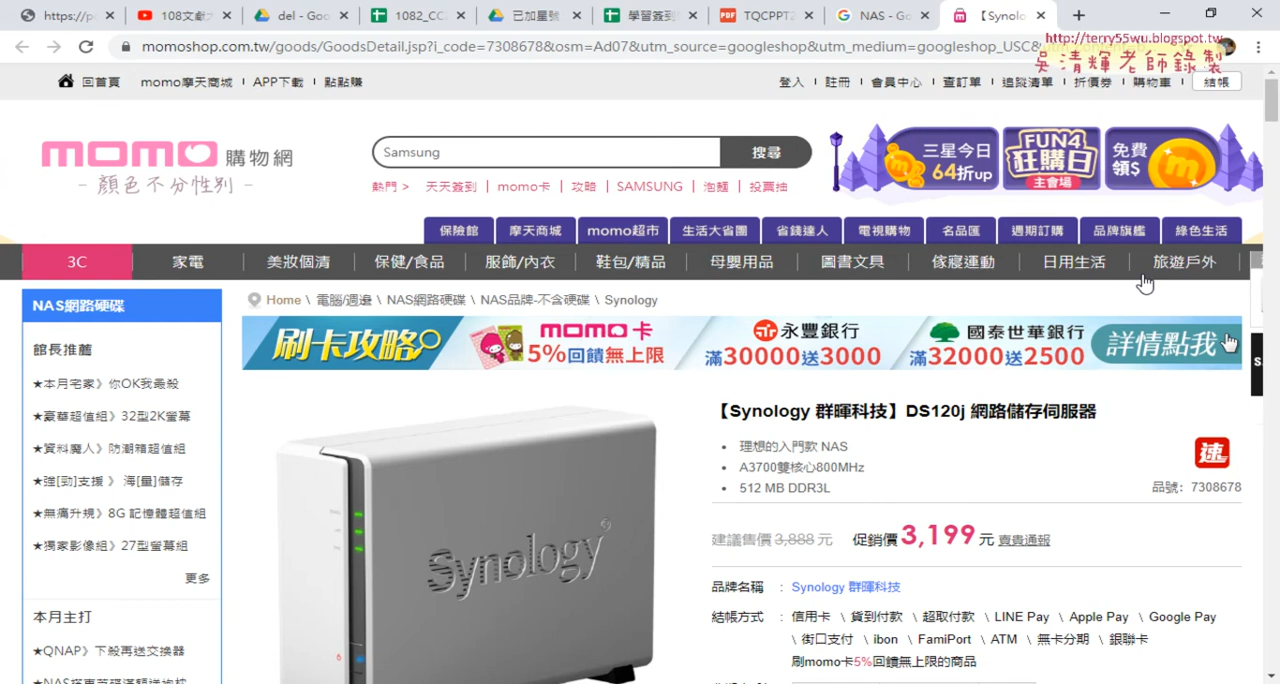 http://p
108文獻大
del - Goo
1082_CC
已加星號
學習簽到
TQCPPT2
NAS - Go
【Synolo
momoshop.com.tw/goods/GoodsDetail.jsp?i_code=7308678&osm=Ad07&utm_source=googleshop&utm_medium=googleshop_USC&utm_content=
http://terry55wu.blogspot.tw
吳清輝老師錄製
回首頁 momo摩天商城 APP下載 點點賺
登入 註冊 會員中心 查訂單 追蹤清單 折價券 購物車 結帳
momo購物網
- 顏色不分性別 -
Samsung
搜尋
熱門 > 天天簽到 | momo卡 | 攻略 | SAMSUNG | 泡麵 | 投票抽
三星今日
64折up
FUN4
狂購日
主會場
免費
領$
保險館 摩天商城 momo超市 生活大省團 省錢達人 電視購物 名品匯 週期訂購 品牌旗艦 綠色生活
3C 家電 美妝個清 保健/食品 服飾/內衣 鞋包/精品 母嬰用品 圖書文具 傢寢運動 日用生活 旅遊戶外
NAS網路硬碟
館長推薦
★本月宅家》你OK我最殺
★豪華超值組》32型2K螢幕
★資料魔人》防潮箱超值組
★強[勁]支援 》 海[量]儲存
★無痛升規》8G 記憶體超值組
★獨家影像組》27型螢幕組
更多
本月主打
★QNAP》下殺再送交換器
Home \ 電腦/週邊 \ NAS網路硬碟 \ NAS品牌-不含硬碟 \ Synology
刷卡攻略
momo卡
5%回饋無上限
永豐銀行
滿30000送3000
國泰世華銀行
滿32000送2500
詳情點我
Synology
【Synology 群暉科技】DS120j 網路儲存伺服器
• 理想的入門款 NAS
• A3700雙核心800MHz
• 512 MB DDR3L
速
品號：7308678
建議售價 3,888 元 促銷價 3,199 元 賣貴通報
品牌名稱 : Synology 群暉科技
結帳方式 : 信用卡 \ 貨到付款 \ 超取付款 \ LINE Pay \ Apple Pay \ Google Pay
\ 街口支付 \ ibon \ FamiPort \ ATM \ 無卡分期 \ 銀聯卡
刷momo卡5%回饋無上限的商品